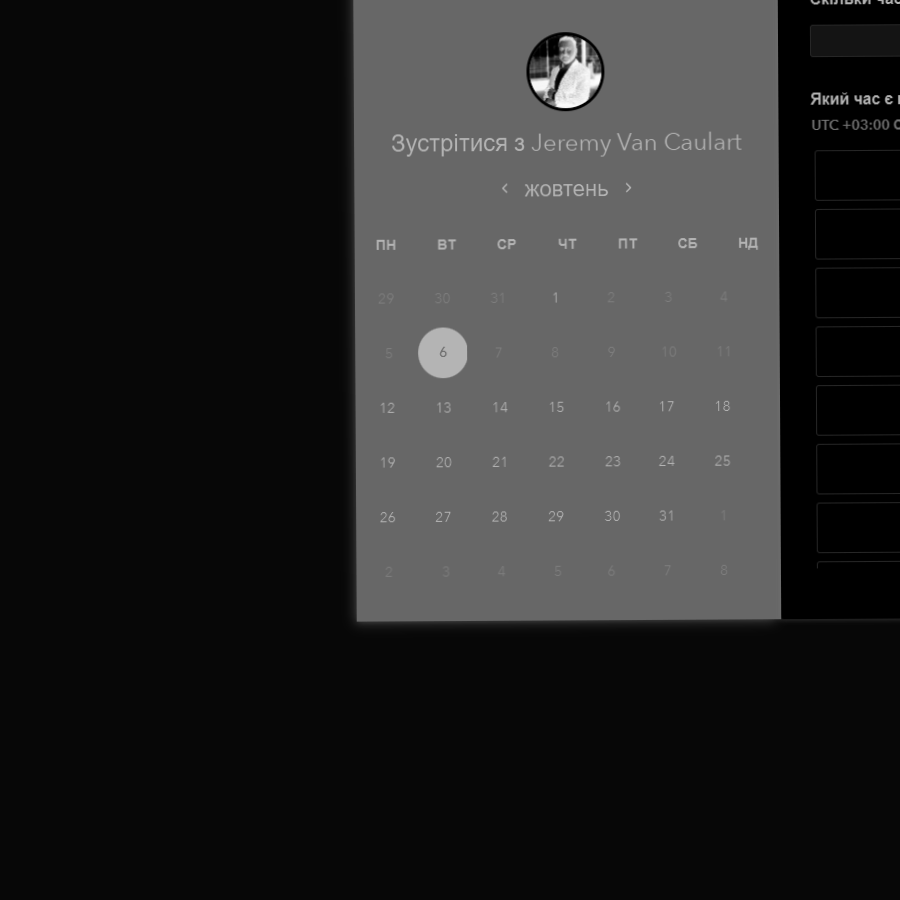 Зустрітися з Jeremy Van Caulart
жовтень
ПН ВТ СР ЧТ ПТ СБ НД
29 30 31 1 2 3 4
5 6 7 8 9 10 11
12 13 14 15 16 17 18
19 20 21 22 23 24 25
26 27 28 29 30 31 1
2 3 4 5 6 7 8
Скільки час
Який час є
UTC +03:00